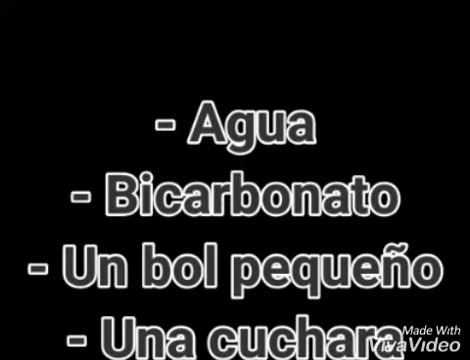 - Agua
- Bicarbonato
- Un bol pequeño
- Una cuchara
Made With
VivaVideo